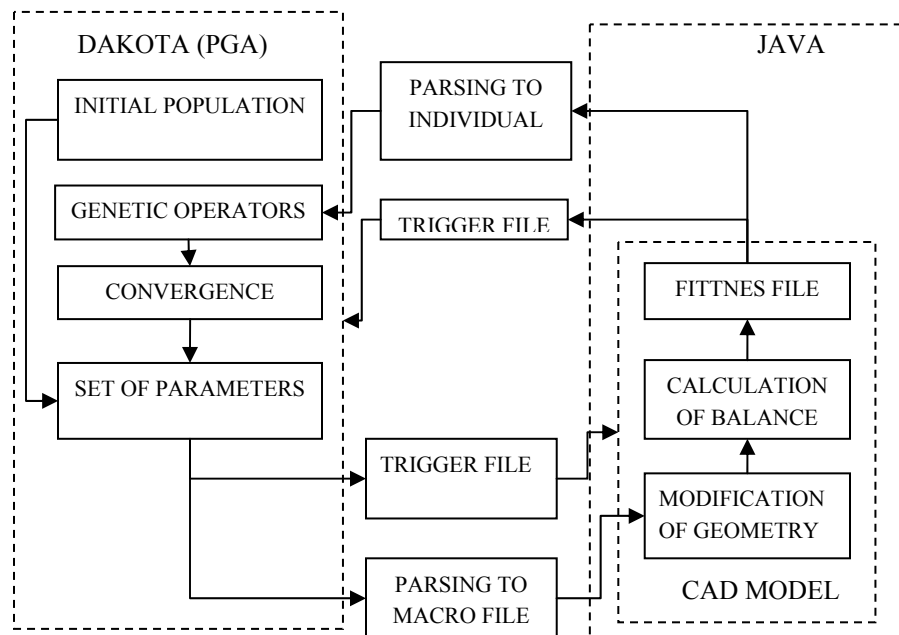 DAKOTA (PGA)
INITIAL POPULATION
GENETIC OPERATORS
CONVERGENCE
SET OF PARAMETERS
PARSING TO
INDIVIDUAL
TRIGGER FILE
TRIGGER FILE
PARSING TO
MACRO FILE
JAVA
FITTNES FILE
CALCULATION
OF BALANCE
MODIFICATION
OF GEOMETRY
CAD MODEL